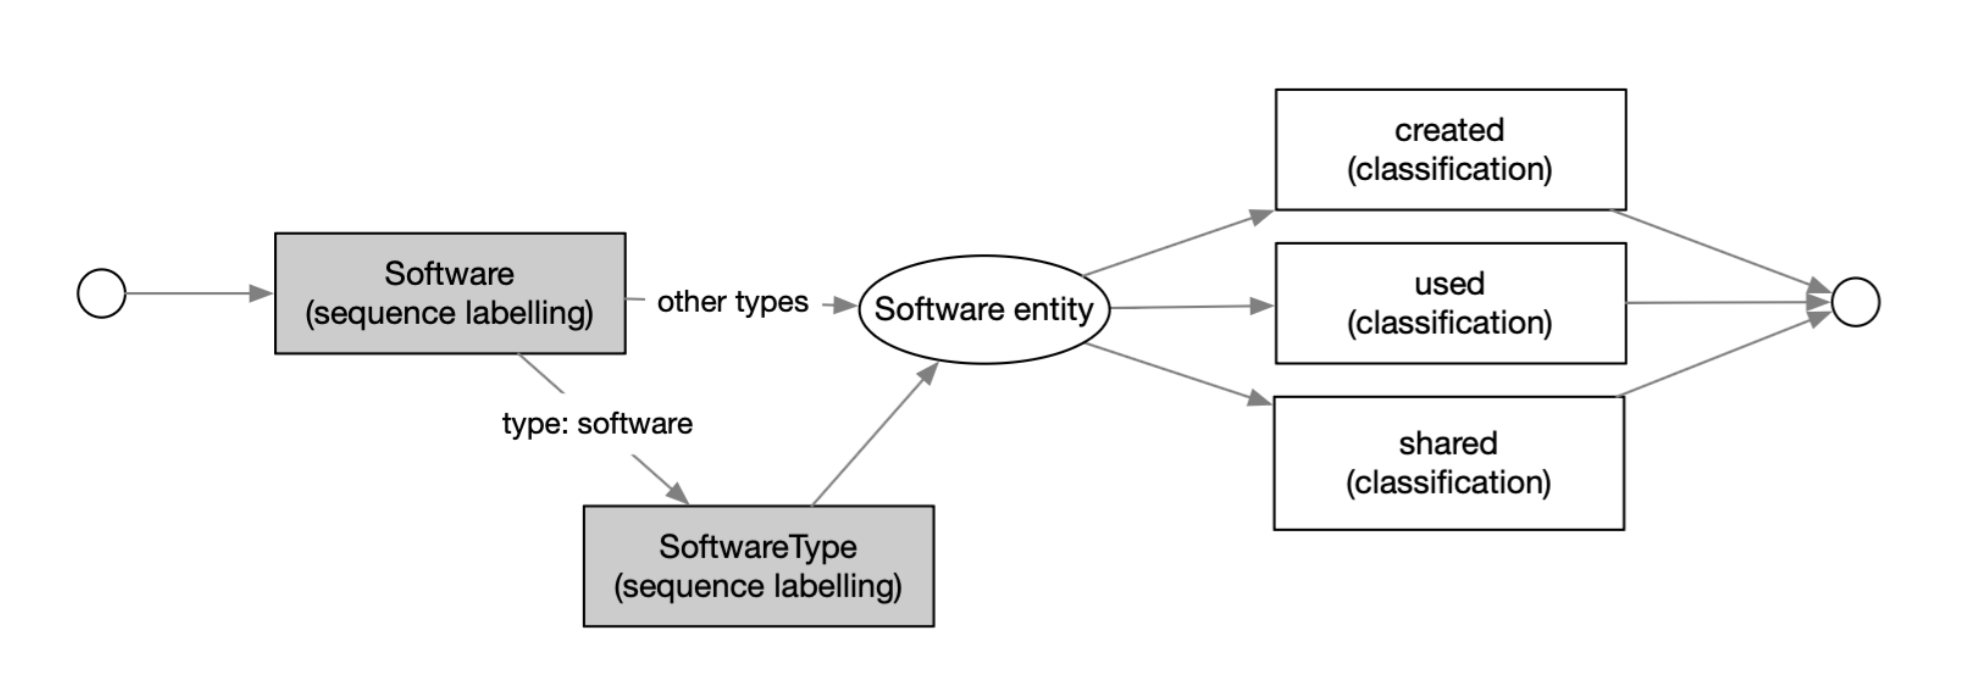 Software
(sequence labelling)
other types
type: software
SoftwareType
(sequence labelling)
Software entity
created
(classification)
used
(classification)
shared
(classification)